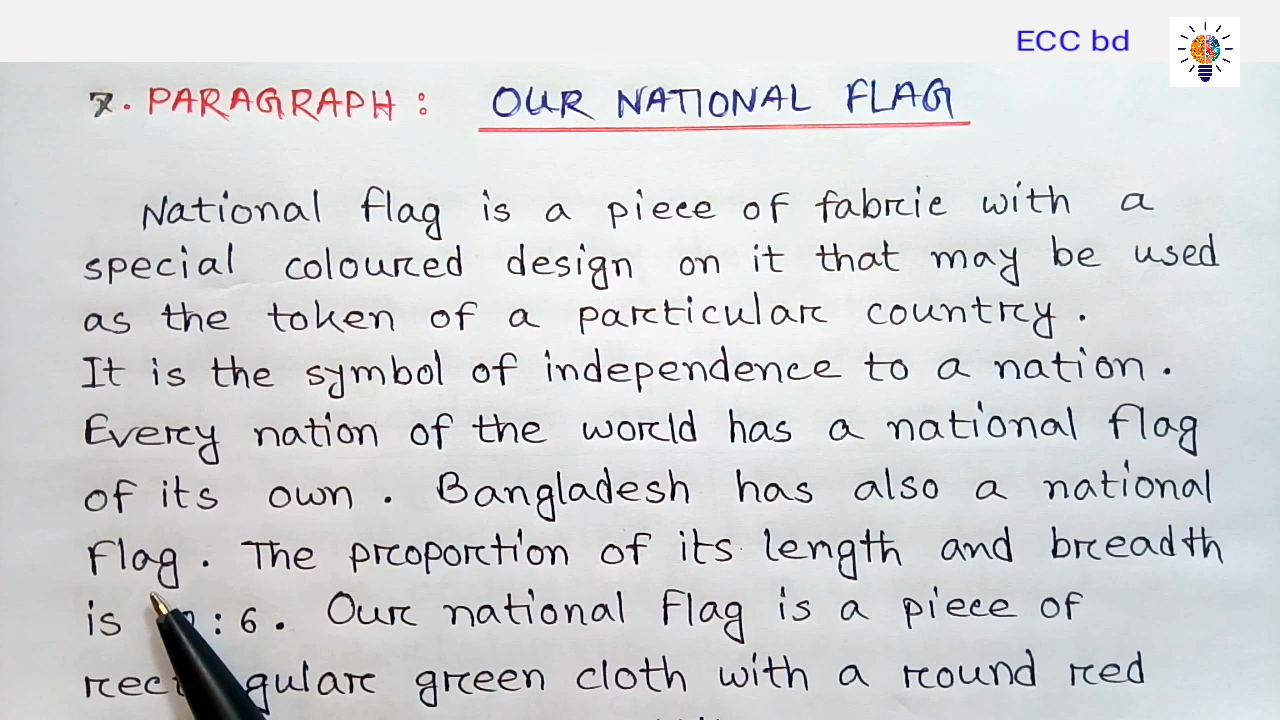 ECC bd
7. PARAGRAPH : OUR NATIONAL FLAG
National flag is a piece of fabric with a
special coloured design on it that may be used
as the token of a particular country.
It is the symbol of independence to a nation.
Every nation of the world has a national flag
of its own. Bangladesh has also a national
flag. The proportion of its length and breadth
is : 6. Our national flag is a piece of
green cloth with a round red